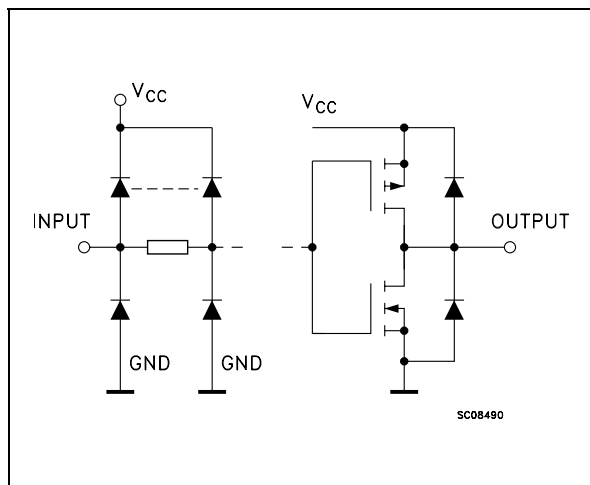 VCC
VCC
INPUT
OUTPUT
GND
GND
SC08490